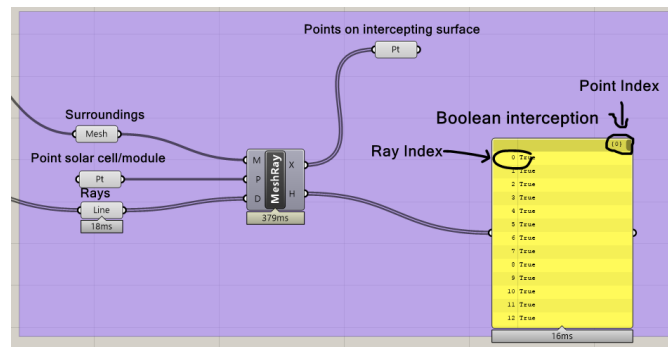 Points on intercepting surface
Pt
Point Index
Surroundings
Mesh
Boolean interception
{0}
Ray Index
Point solar cell/module
Pt
Rays
Line
18ms
M
P
D
MeshRay
X
H
379ms
0 True
1 True
2 True
3 True
4 True
5 True
6 True
7 True
8 True
9 True
10 True
11 True
12 True
16ms